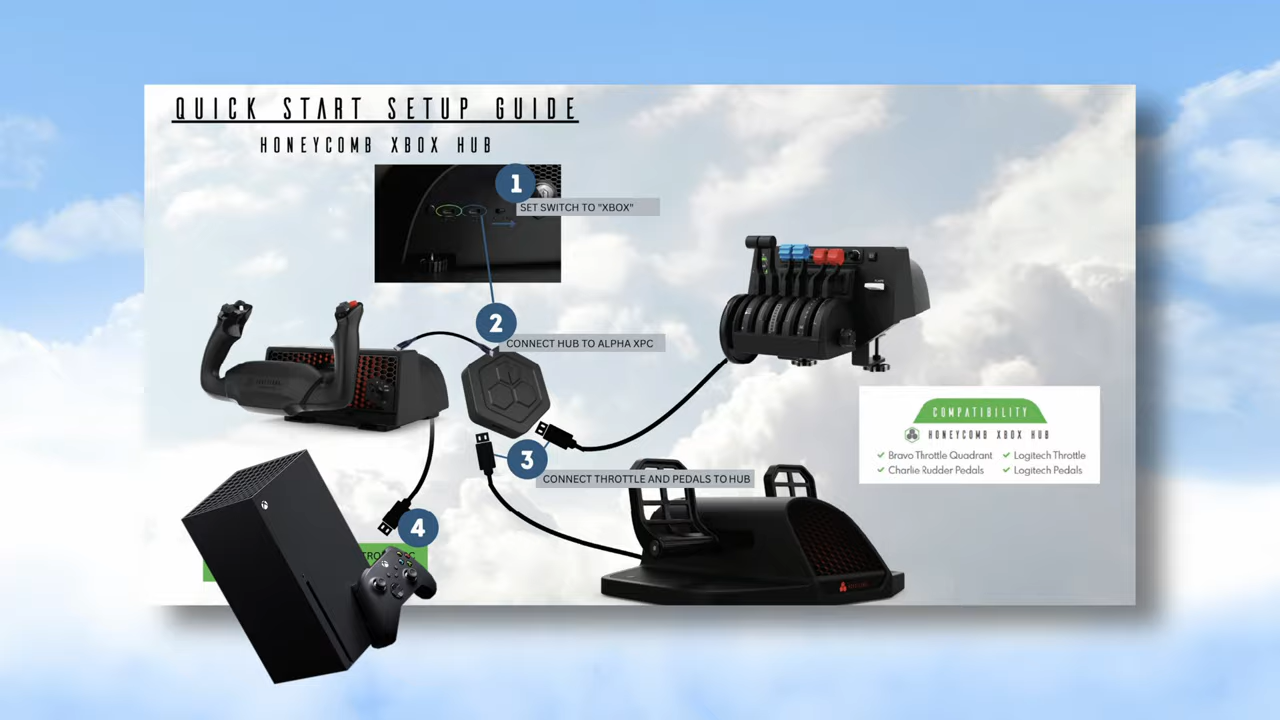 QUICK START SETUP GUIDE
HONEYCOMB XBOX HUB
1
SET SWITCH TO "XBOX"
2
CONNECT HUB TO ALPHA XPC
3
CONNECT THROTTLE AND PEDALS TO HUB
4
COMPATIBILITY
HONEYCOMB XBOX HUB
Bravo Throttle Quadrant
Logitech Throttle
Charlie Rudder Pedals
Logitech Pedals